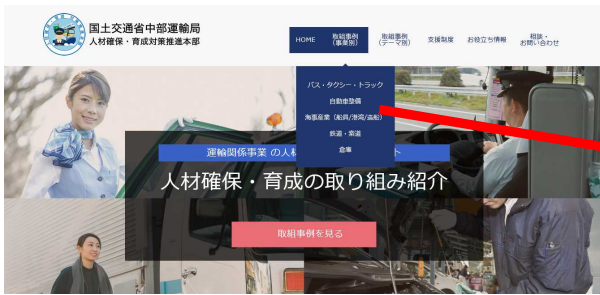 国土交通省中部運輸局
人材確保・育成対策推進本部
HOME
取組事例
(事業別)
取組事例
(テーマ別)
支援制度
お役立ち情報
相談・
お問い合わせ
バス・タクシー・トラック
自動車整備
海事産業（船員/港湾/造船）
鉄道・索道
倉庫
運輸関係事業 の人材
ト
人材確保・育成の取り組み紹介
取組事例を見る